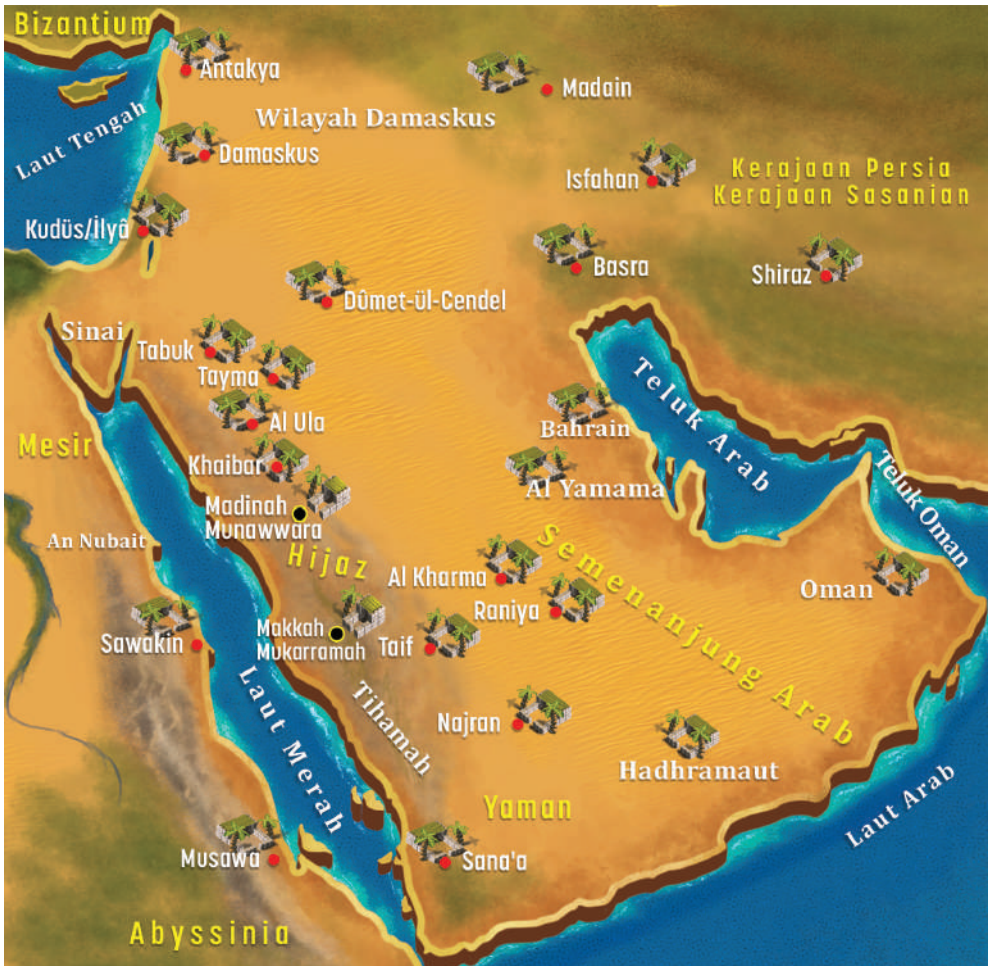 Bizantium
Antakya
Madain
Wilayah Damaskus
Laut Tengah
Damaskus
Isfahan
Kerajaan Persia
Kerajaan Sasanian
Kudüs/İlyâ
Basra
Shiraz
Dûmet-ül-Cendel
Sinai
Tabuk
Tayma
Teluk Arab
Al Ula
Bahrain
Mesir
Khaibar
Al Yamama
Teluk Oman
Madinah
Munawwara
An Nubait
Hijaz
Semenanjung Arab
Al Kharma
Raniya
Oman
Makkah
Mukarramah
Taif
Sawakin
Laut Merah
Tihamah
Najran
Hadhramaut
Laut Arab
Yaman
Musawa
Sana'a
Abyssinia